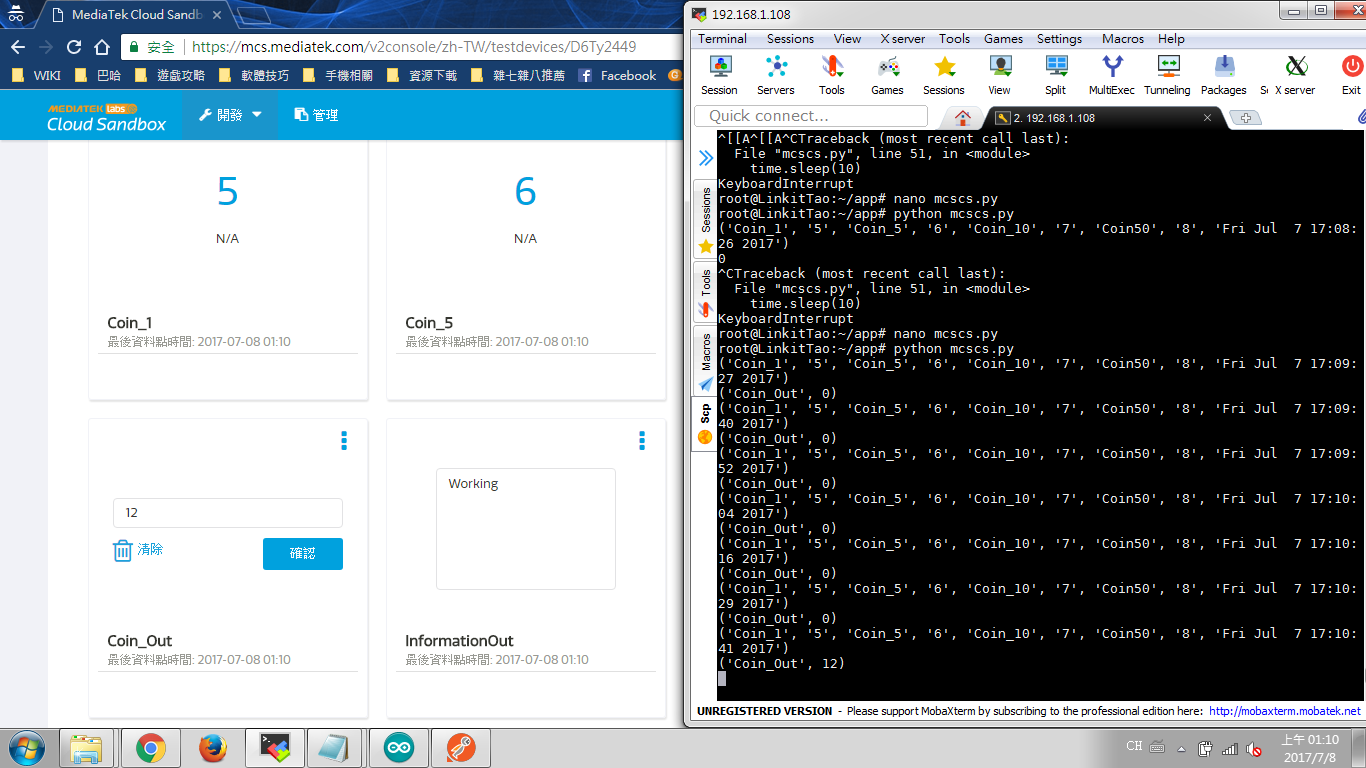 MediaTek Cloud Sandb
安全 https://mcs.mediatek.com/v2console/zh-TW/testdevices/D6Ty2449
WIKI 巴哈 遊戲攻略 軟體技巧 手機相關 資源下載 雜七雜八推薦 Facebook
MEDIATEK labs
Cloud Sandbox
開發
管理
5
N/A
Coin_1
最後資料點時間: 2017-07-08 01:10
6
N/A
Coin_5
最後資料點時間: 2017-07-08 01:10
12
清除
確認
Coin_Out
最後資料點時間: 2017-07-08 01:10
Working
InformationOut
最後資料點時間: 2017-07-08 01:10
192.168.1.108
Terminal Sessions View X server Tools Games Settings Macros Help
Session Servers Tools Games Sessions View Split MultiExec Tunneling Packages Se X server Exit
Quick connect...
2. 192.168.1.108
Sessions
Tools
Macros
Scp
^[[A^[[A^CTraceback (most recent call last):
  File "mcscs.py", line 51, in <module>
    time.sleep(10)
KeyboardInterrupt
root@LinkitTao:~/app# nano mcscs.py
root@LinkitTao:~/app# python mcscs.py
('Coin_1', '5', 'Coin_5', '6', 'Coin_10', '7', 'Coin50', '8', 'Fri Jul  7 17:08:
26 2017')
0
^CTraceback (most recent call last):
  File "mcscs.py", line 51, in <module>
    time.sleep(10)
KeyboardInterrupt
root@LinkitTao:~/app# nano mcscs.py
root@LinkitTao:~/app# python mcscs.py
('Coin_1', '5', 'Coin_5', '6', 'Coin_10', '7', 'Coin50', '8', 'Fri Jul  7 17:09:
27 2017')
('Coin_Out', 0)
('Coin_1', '5', 'Coin_5', '6', 'Coin_10', '7', 'Coin50', '8', 'Fri Jul  7 17:09:
40 2017')
('Coin_Out', 0)
('Coin_1', '5', 'Coin_5', '6', 'Coin_10', '7', 'Coin50', '8', 'Fri Jul  7 17:09:
52 2017')
('Coin_Out', 0)
('Coin_1', '5', 'Coin_5', '6', 'Coin_10', '7', 'Coin50', '8', 'Fri Jul  7 17:10:
04 2017')
('Coin_Out', 0)
('Coin_1', '5', 'Coin_5', '6', 'Coin_10', '7', 'Coin50', '8', 'Fri Jul  7 17:10:
16 2017')
('Coin_Out', 0)
('Coin_1', '5', 'Coin_5', '6', 'Coin_10', '7', 'Coin50', '8', 'Fri Jul  7 17:10:
29 2017')
('Coin_Out', 0)
('Coin_1', '5', 'Coin_5', '6', 'Coin_10', '7', 'Coin50', '8', 'Fri Jul  7 17:10:
41 2017')
('Coin_Out', 12)
UNREGISTERED VERSION - Please support MobaXterm by subscribing to the professional edition here: http://mobaxterm.mobatek.net
CH
上午 01:10
2017/7/8